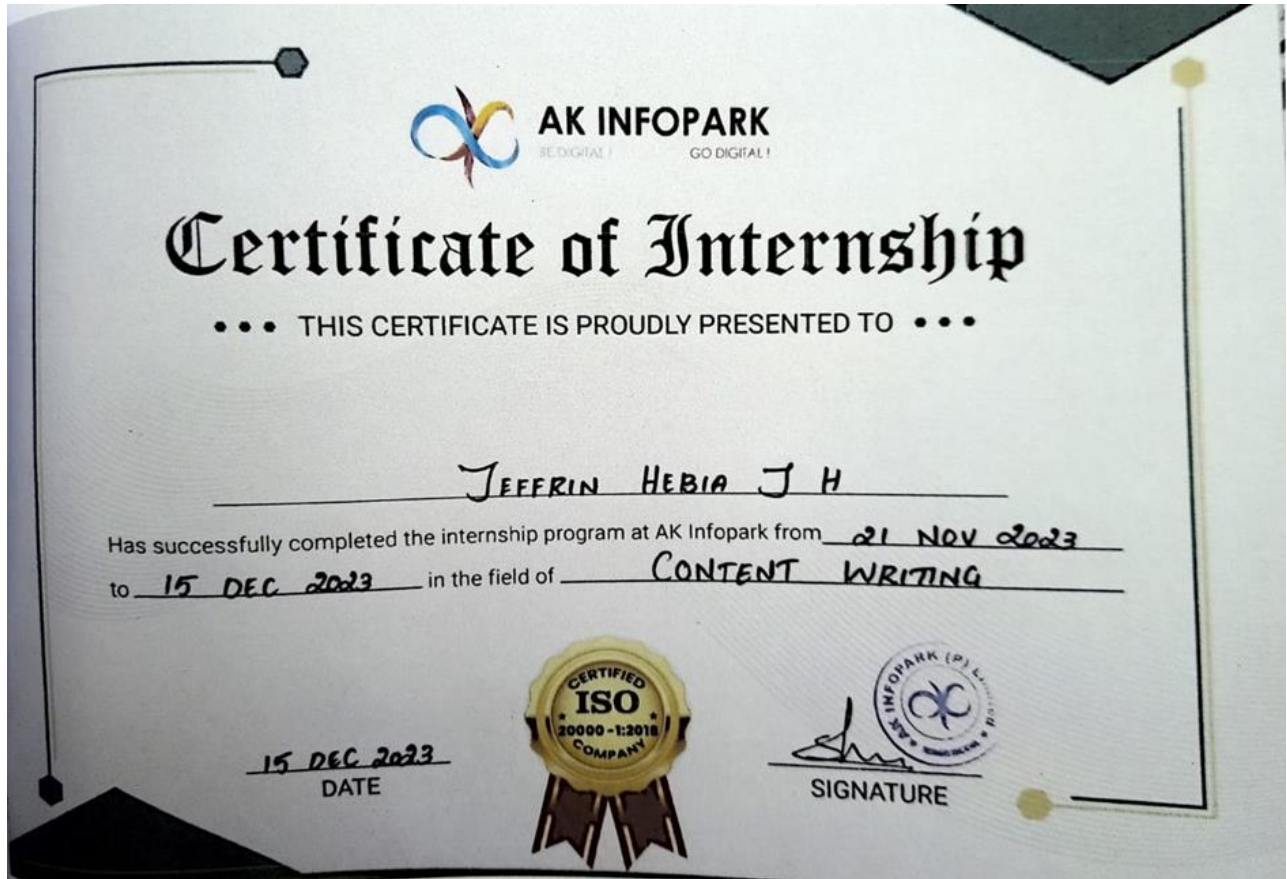 AK INFOPARK
BE DIGITAL ! GO DIGITAL !
Certificate of Internship
••• THIS CERTIFICATE IS PROUDLY PRESENTED TO •••
JEFFRIN HEBIA J H
Has successfully completed the internship program at AK Infopark from 21 NOV 2023
to 15 DEC 2023 in the field of CONTENT WRITING
CERTIFIED
ISO
20000-1:2018
COMPANY
AK INFOPARK (P)
15 DEC 2023
DATE
SIGNATURE